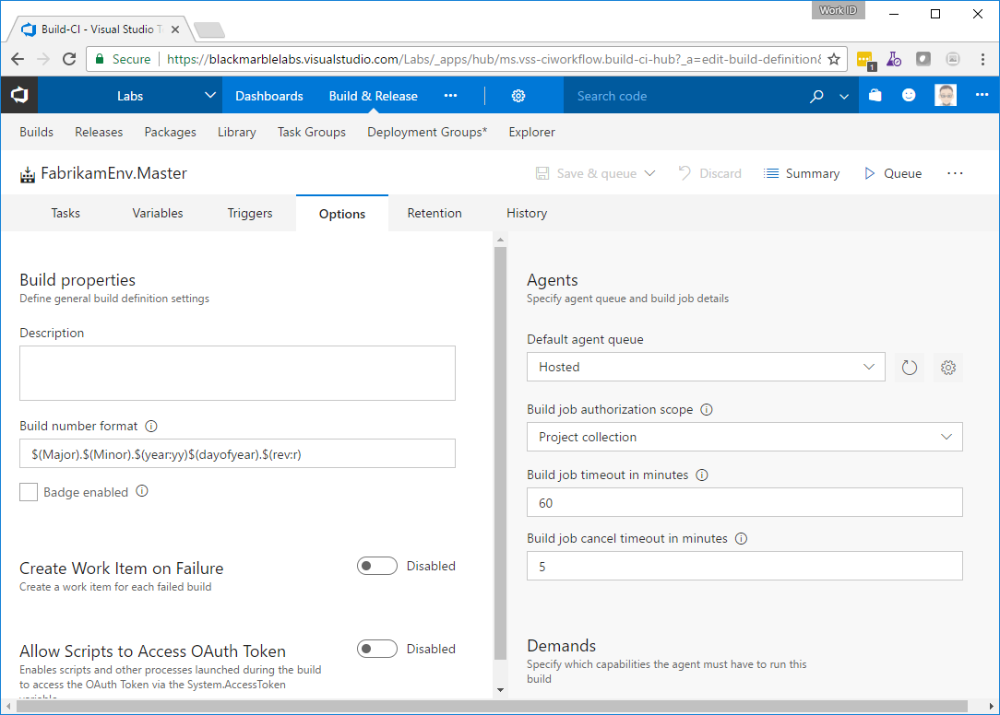 Work ID
Build-CI - Visual Studio T
Secure
https://blackmarblelabs.visualstudio.com/Labs/_apps/hub/ms.vss-ciworkflow.build-ci-hub?_a=edit-build-definition&
1
Labs Dashboards Build & Release ••• Search code •••
Builds Releases Packages Library Task Groups Deployment Groups* Explorer
FabrikamEnv.Master Save & queue Discard Summary Queue ···
Tasks Variables Triggers Options Retention History
Build properties
Define general build definition settings
Description
Build number format
$(Major).$(Minor).$(year:yy)$(dayofyear).$(rev:r)
Badge enabled
Create Work Item on Failure Disabled
Create a work item for each failed build
Allow Scripts to Access OAuth Token Disabled
Enables scripts and other processes launched during the build
to access the OAuth Token via the System.AccessToken
variable
Agents
Specify agent queue and build job details
Default agent queue
Hosted
Build job authorization scope
Project collection
Build job timeout in minutes
60
Build job cancel timeout in minutes
5
Demands
Specify which capabilities the agent must have to run this
build